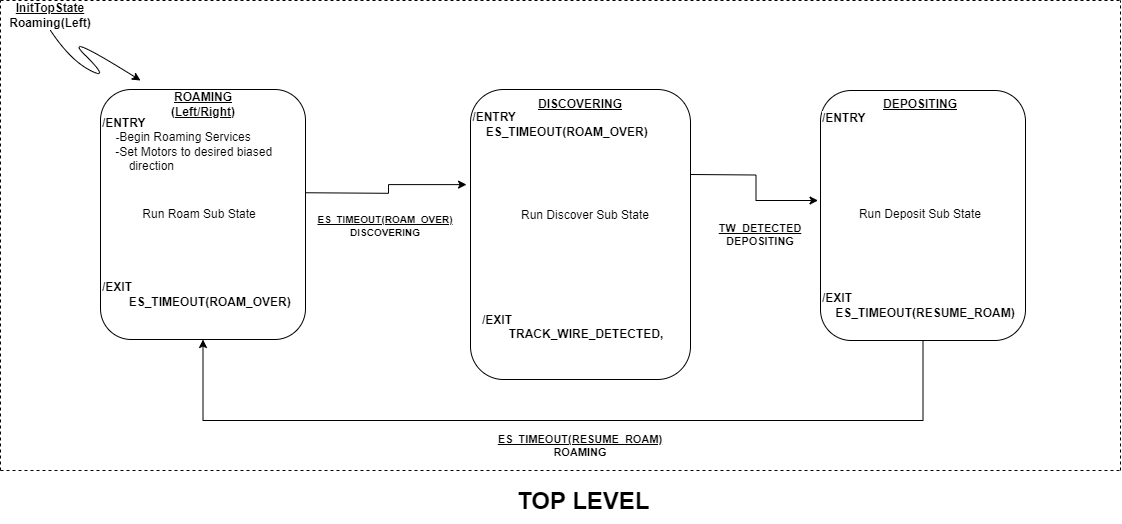 InitTopState
Roaming(Left)
ROAMING
(Left/Right)
/ENTRY
-Begin Roaming Services
-Set Motors to desired biased
direction
Run Roam Sub State
/EXIT
ES_TIMEOUT(ROAM_OVER)
ES_TIMEOUT(ROAM_OVER)
DISCOVERING
DISCOVERING
/ENTRY
ES_TIMEOUT(ROAM_OVER)
Run Discover Sub State
/EXIT
TRACK_WIRE_DETECTED,
TW_DETECTED
DEPOSITING
DEPOSITING
/ENTRY
Run Deposit Sub State
/EXIT
ES_TIMEOUT(RESUME_ROAM)
ES_TIMEOUT(RESUME_ROAM)
ROAMING
TOP LEVEL